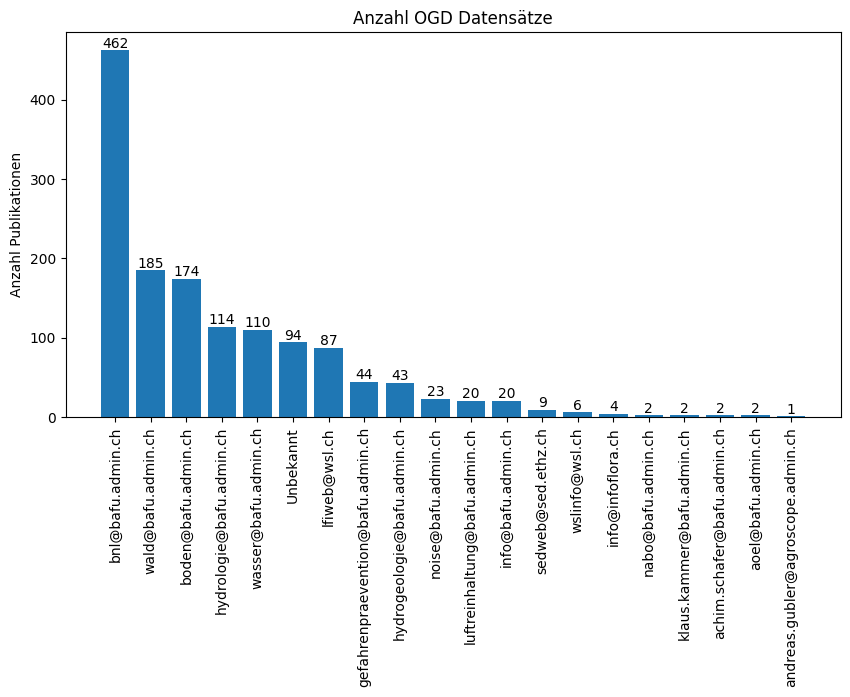 Anzahl OGD Datensätze
Anzahl Publikationen
400
300
200
100
0
462
185
174
114
110
94
87
44
43
23
20
20
9
6
4
2
2
2
2
1
bnl@bafu.admin.ch
wald@bafu.admin.ch
boden@bafu.admin.ch
hydrologie@bafu.admin.ch
wasser@bafu.admin.ch
Unbekannt
lfiweb@wsl.ch
gefahrenpraevention@bafu.admin.ch
hydrogeologie@bafu.admin.ch
noise@bafu.admin.ch
luftreinhaltung@bafu.admin.ch
info@bafu.admin.ch
sedweb@sed.ethz.ch
wslinfo@wsl.ch
info@infoflora.ch
nabo@bafu.admin.ch
klaus.kammer@bafu.admin.ch
achim.schafer@bafu.admin.ch
aoel@bafu.admin.ch
andreas.gubler@agroscope.admin.ch